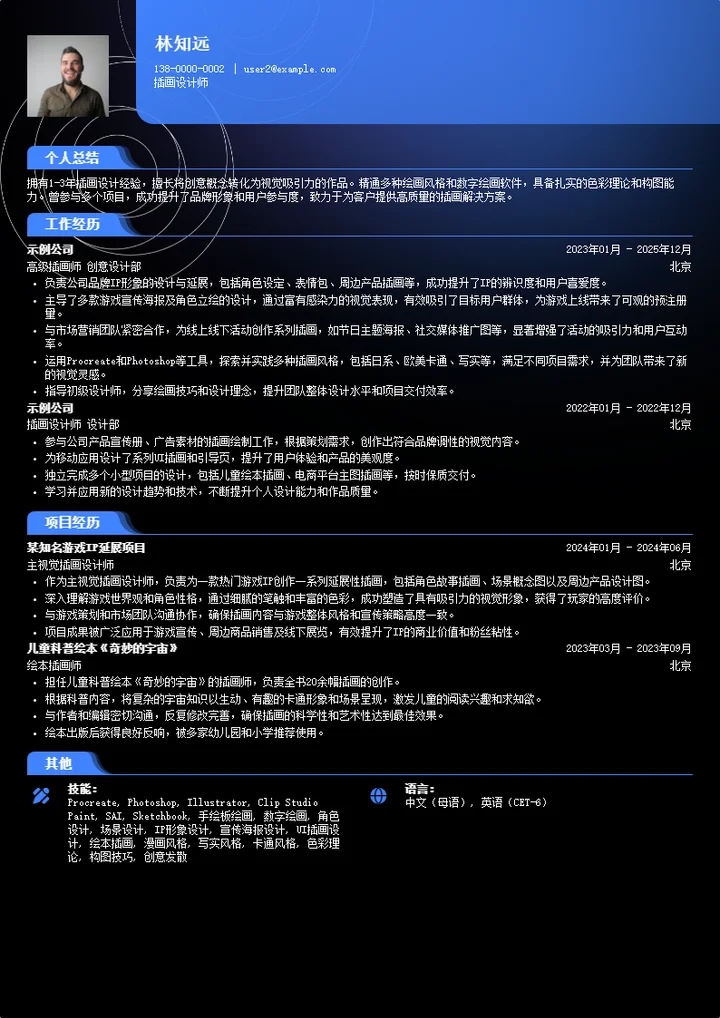 林知远
138-0000-0002 | user2@example.com
插画设计师
个人总结
拥有1-3年插画设计经验，擅长将创意概念转化为视觉吸引力的作品。精通多种绘画风格和数字绘画软件，具备扎实的色彩理论和构图能
力。曾参与多个项目，成功提升了品牌形象和用户参与度，致力于为客户提供高质量的插画解决方案。
工作经历
示创公司 2023年01月 - 2025年12月
高级插画师 创意设计部 北京
• 负责公司品牌IP形象的设计与延展，包括角色设定、表情包、周边产品插画等，成功提升了IP的辨识度和用户喜爱度。
• 主导了多款游戏宣传海报及角色立绘的设计，通过富有感染力的视觉表现，有效吸引了目标用户群体，为游戏上线带来了可观的预注册
量。
• 与市场营销团队紧密合作，为线上线下活动创作系列插画，如节日主题海报、社交媒体推广图等，显著增强了活动的吸引力和用户互动
率。
• 运用Procreate和Photoshop等工具，探索并实践多种插画风格，包括日系、欧美卡通、写实等，满足不同项目需求，并为团队带来了新
的视觉灵感。
• 指导初级设计师，分享绘画技巧和设计理念，提升团队整体设计水平和项目交付效率。
示创公司 2022年01月 - 2022年12月
插画设计师 设计部 北京
• 参与公司产品宣传册、广告素材的插画绘制工作，根据策划需求，创作出符合品牌调性的视觉内容。
• 为移动应用设计了系列UI插画和引导页，提升了用户体验和产品的美观度。
• 独立完成多个小型项目的设计，包括儿童绘本插画、电商平台主图插画等，按时保质交付。
• 学习并应用新的设计趋势和技术，不断提升个人设计能力和作品质量。
项目经历
某知名游戏IP延展项目 2024年01月 - 2024年06月
主视觉插画设计师 北京
• 作为主视觉插画设计师，负责为一款热门游戏IP创作一系列延展性插画，包括角色故事插画、场景概念图以及周边产品设计图。
• 深入理解游戏世界观和角色性格，通过细腻的笔触和丰富的色彩，成功塑造了具有吸引力的视觉形象，获得了玩家的高度评价。
• 与游戏策划和市场团队沟通协作，确保插画内容与游戏整体风格和宣传策略高度一致。
• 项目成果被广泛应用于游戏宣传、周边商品销售及线下展览，有效提升了IP的商业价值和粉丝粘性。
儿童科普绘本《奇妙的宇宙》 2023年03月 - 2023年09月
绘本插画师 北京
• 担任儿童科普绘本《奇妙的宇宙》的插画师，负责全书20余幅插画的创作。
• 根据科普内容，将复杂的宇宙知识以生动、有趣的卡通形象和场景呈现，激发儿童的阅读兴趣和求知欲。
• 与作者和编辑密切沟通，反复修改完善，确保插画的科学性和艺术性达到最佳效果。
• 绘本出版后获得良好反响，被多家幼儿园和小学推荐使用。
其他
技能：
Procreate, Photoshop, Illustrator, Clip Studio
Paint, SAI, Sketchbook, 手绘板绘画, 数字绘画, 角色
设计, 场景设计, IP形象设计, 宣传海报设计, UI插画设
计, 绘本插画, 漫画风格, 写实风格, 卡通风格, 色彩理
论, 构图技巧, 创意发散
语言：
中文（母语）, 英语（CET-6）